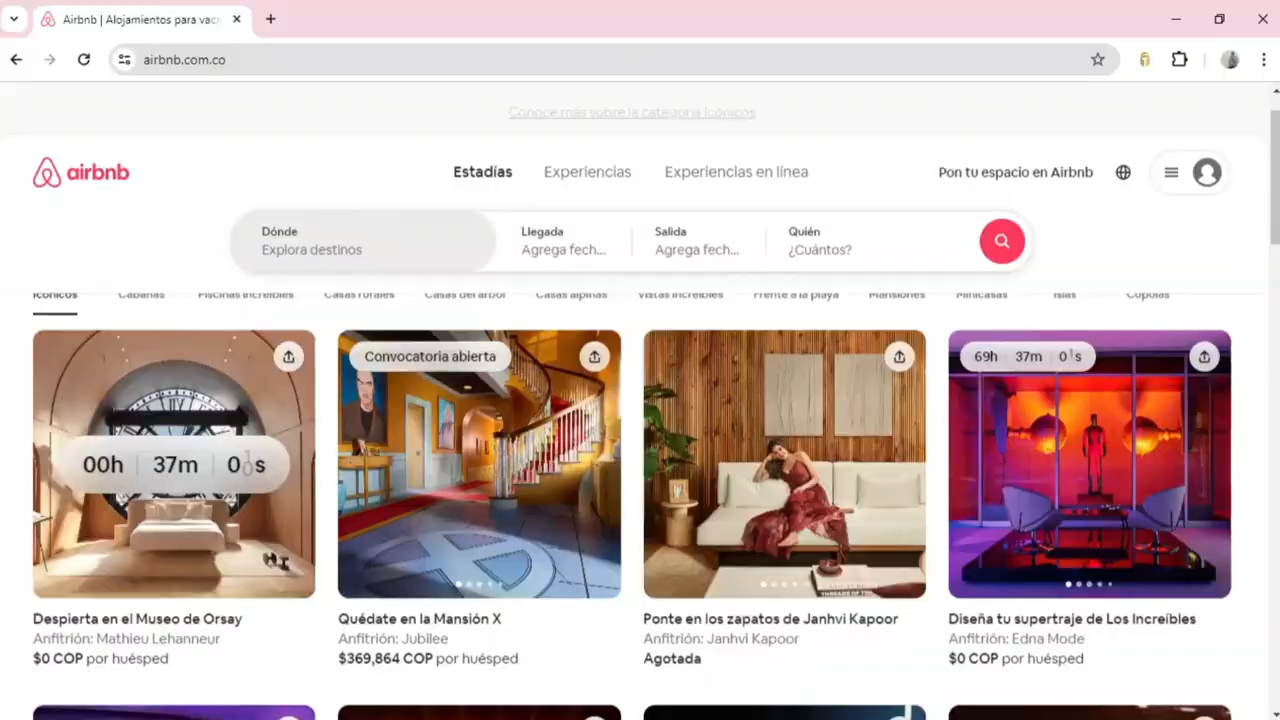 Airbnb | Alojamientos para vac
airbnb.com.co
Conoce más sobre la categoría Icónicos
airbnb
Estadías Experiencias Experiencias en línea
Pon tu espacio en Airbnb
Dónde Llegada Salida Quién
Explora destinos Agrega fech... Agrega fech... ¿Cuántos?
Icónicos Cabañas Piscinas increíbles Casas rurales Casas del árbol Casas alpinas Vistas increíbles Frente a la playa Mansiones Minicasas Islas Cúpolas
Convocatoria abierta
69h 37m
00h 37m
Despierta en el Museo de Orsay
Anfitrión: Mathieu Lehanneur
$0 COP por huésped
Quédate en la Mansión X
Anfitrión: Jubilee
$369,864 COP por huésped
Ponte en los zapatos de Janhvi Kapoor
Anfitrión: Janhvi Kapoor
Agotada
Diseña tu supertraje de Los Increíbles
Anfitrión: Edna Mode
$0 COP por huésped